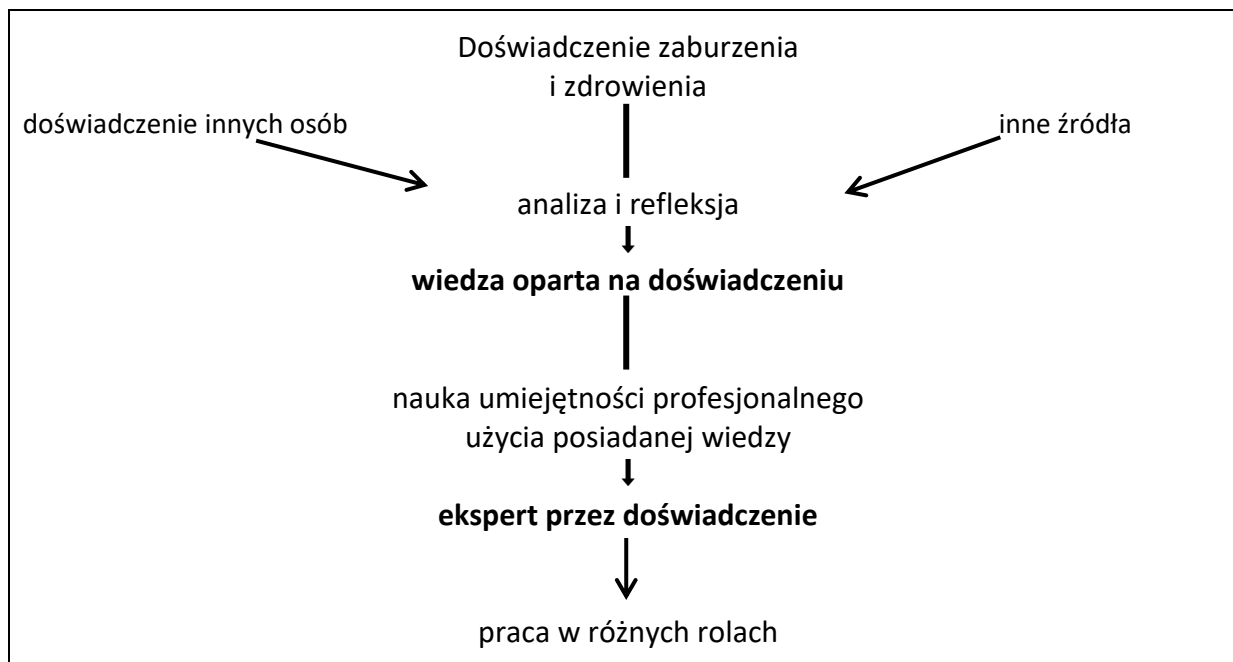 Doświadczenie zaburzenia
i zdrowienia
doświadczenie innych osób
inne źródła
analiza i refleksja
wiedza oparta na doświadczeniu
nauka umiejętności profesjonalnego
użycia posiadanej wiedzy
ekspert przez doświadczenie
praca w różnych rolach